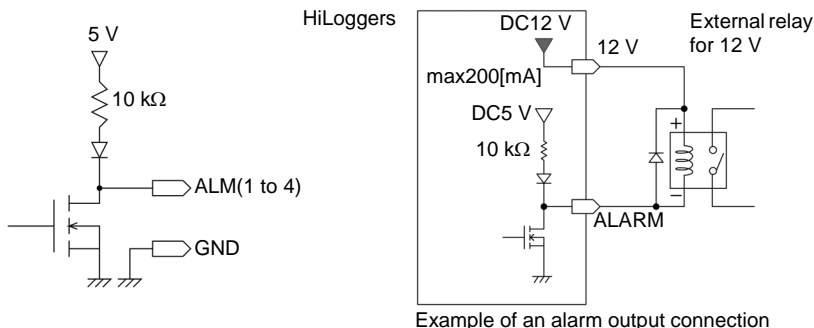 5 V
10 kΩ
ALM(1 to 4)
GND
HiLoggers
DC12 V
12 V
External relay
for 12 V
max200[mA]
DC5 V
10 kΩ
+
−
ALARM
Example of an alarm output connection